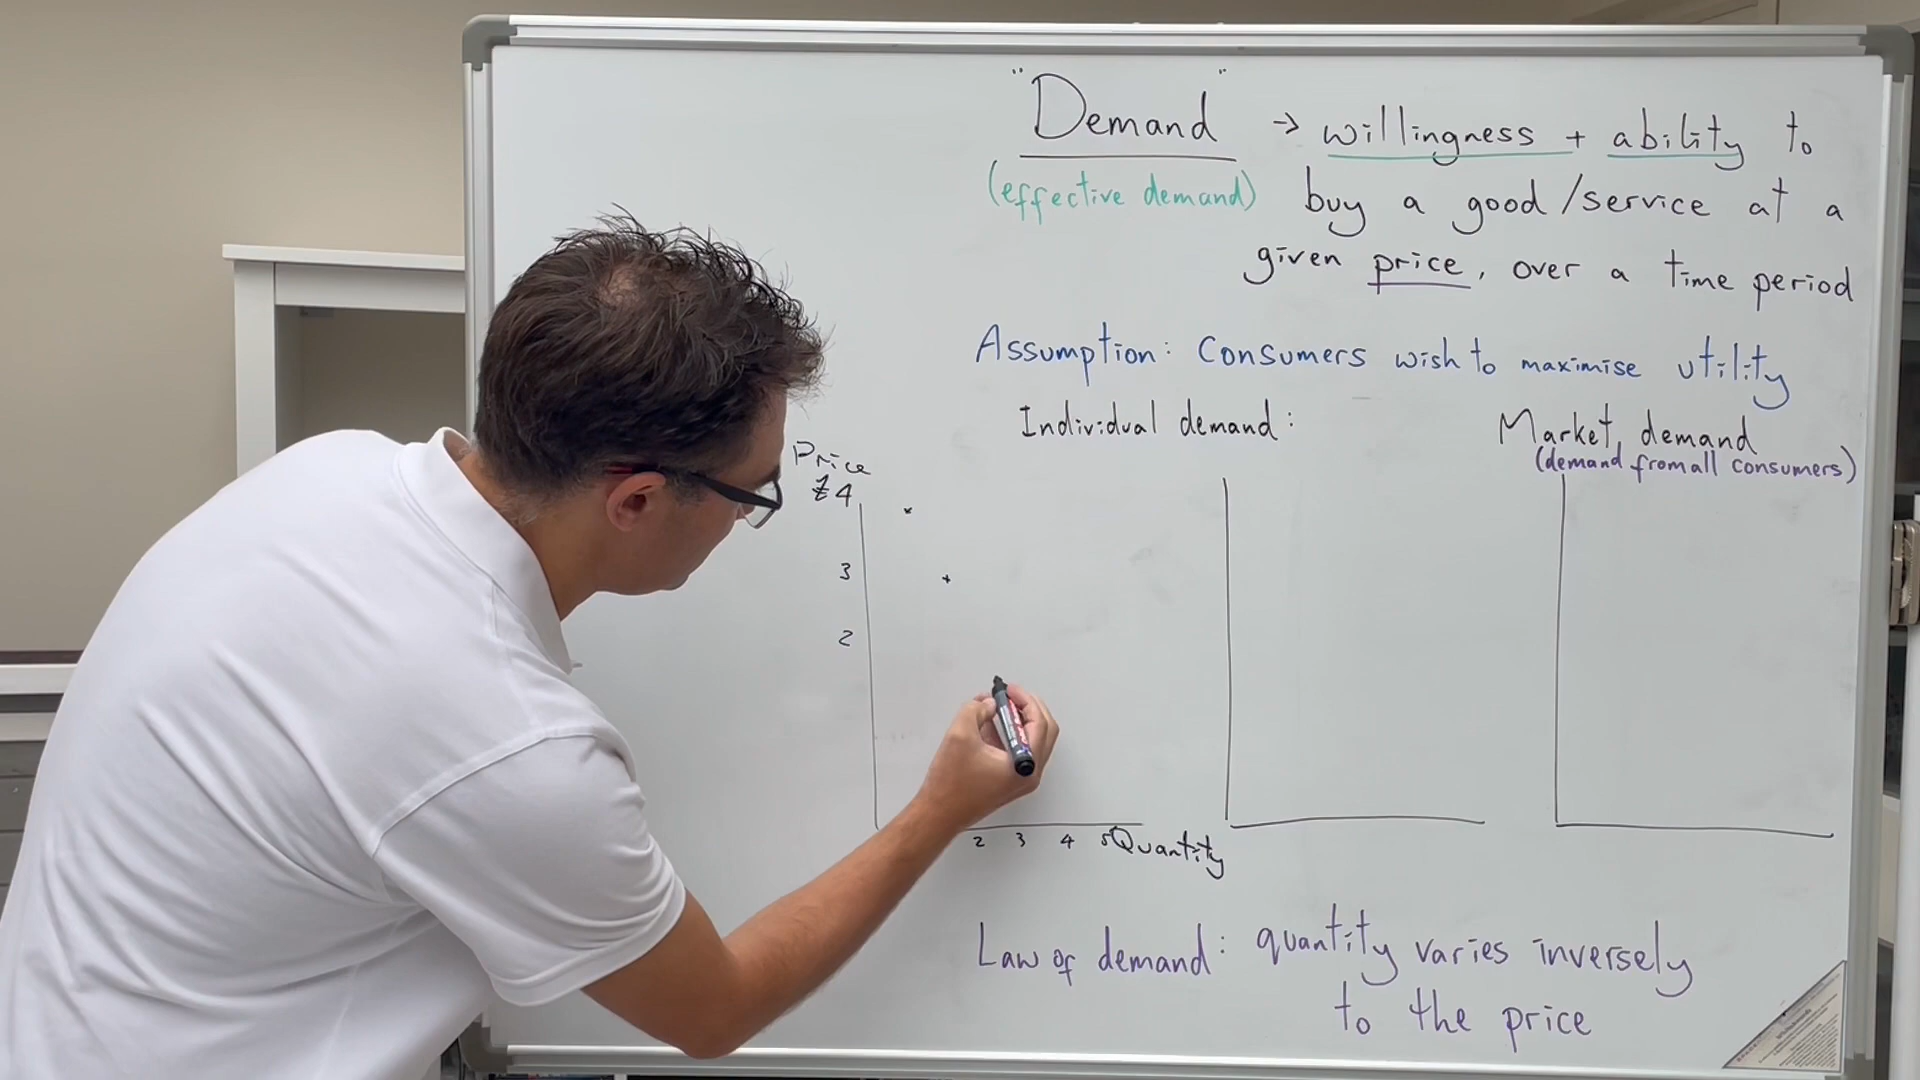 "Demand" → willingness + ability to
(effective demand) buy a good/service at a
given price, over a time period
Assumption: Consumers wish to maximise utility
Individual demand:
Market demand
(demand from all consumers)
Price
£4
3
2
2 3 4 5 Quantity
Law of demand: quantity varies inversely
to the price